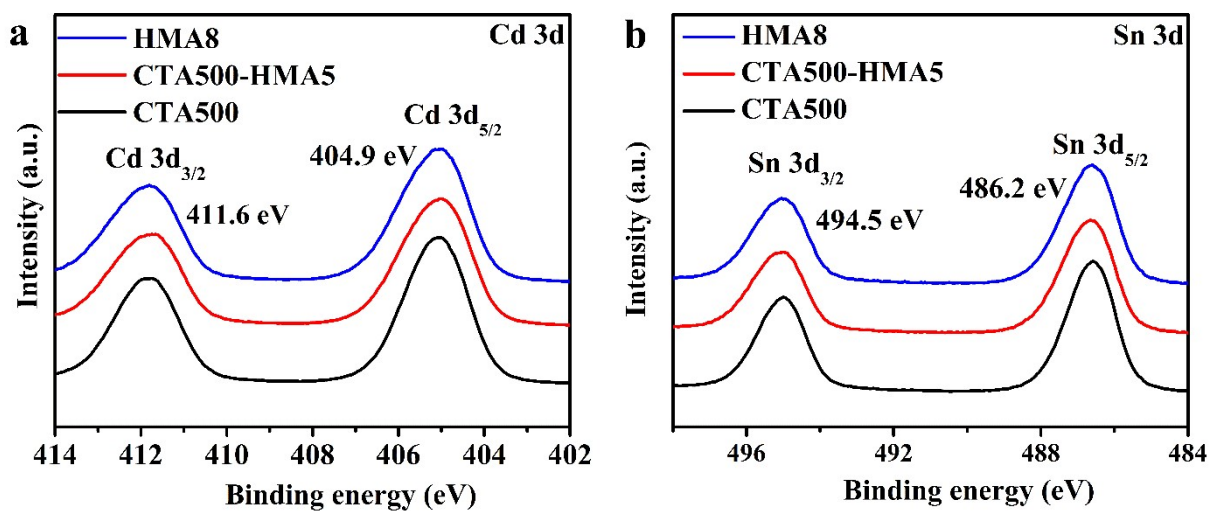 a
HMA8
CTA500-HMA5
CTA500
Cd 3d
Cd 3d3/2
411.6 eV
404.9 eV
Cd 3d5/2
Intensity (a.u.)
414 412 410 408 406 404 402
Binding energy (eV)
b
HMA8
CTA500-HMA5
CTA500
Sn 3d
Sn 3d3/2
494.5 eV
486.2 eV
Sn 3d5/2
Intensity (a.u.)
496 492 488 484
Binding energy (eV)